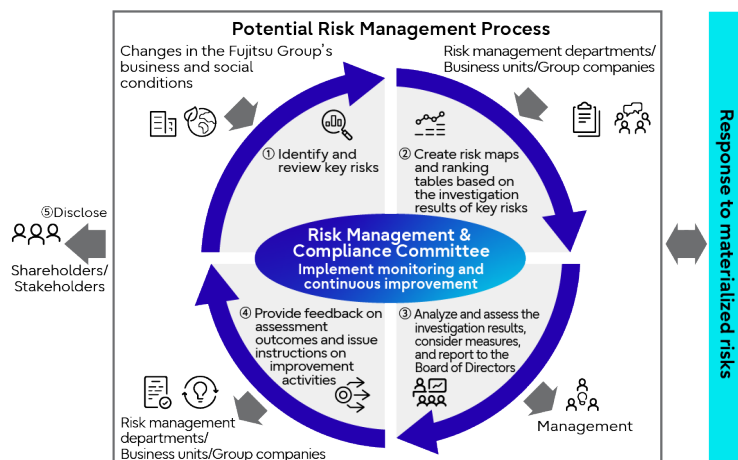 Potential Risk Management Process
Changes in the Fujitsu Group's
business and social
conditions
Risk management departments/
Business units/Group companies
① Identify and
review key risks
② Create risk maps
and ranking
tables based on
the investigation
results of key risks
⑤Disclose
Shareholders/
Stakeholders
Risk Management &
Compliance Committee
Implement monitoring and
continuous improvement
④ Provide feedback on
assessment
outcomes and issue
instructions on
improvement
activities
③ Analyze and assess the
investigation results,
consider measures,
and report to the
Board of Directors
Risk management
departments/
Business units/Group companies
Management
Response to materialized risks